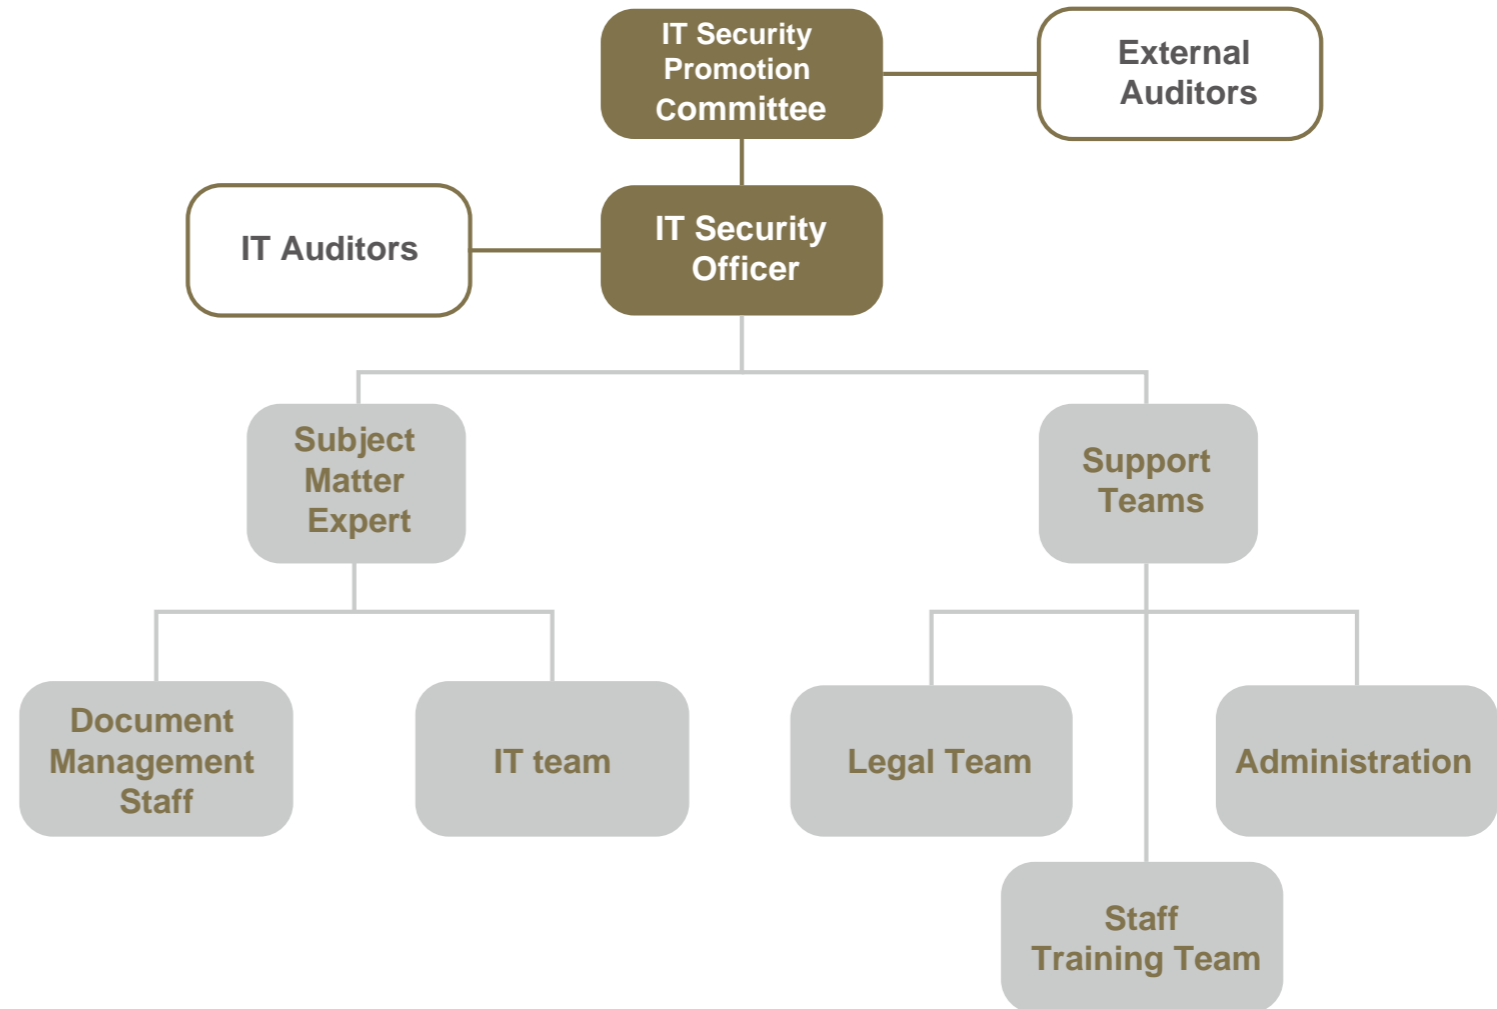 IT Security
Promotion
Committee
External
Auditors
IT Auditors
IT Security
Officer
Subject
Matter
Expert
Support
Teams
Document
Management
Staff
IT team
Legal Team
Administration
Staff
Training Team